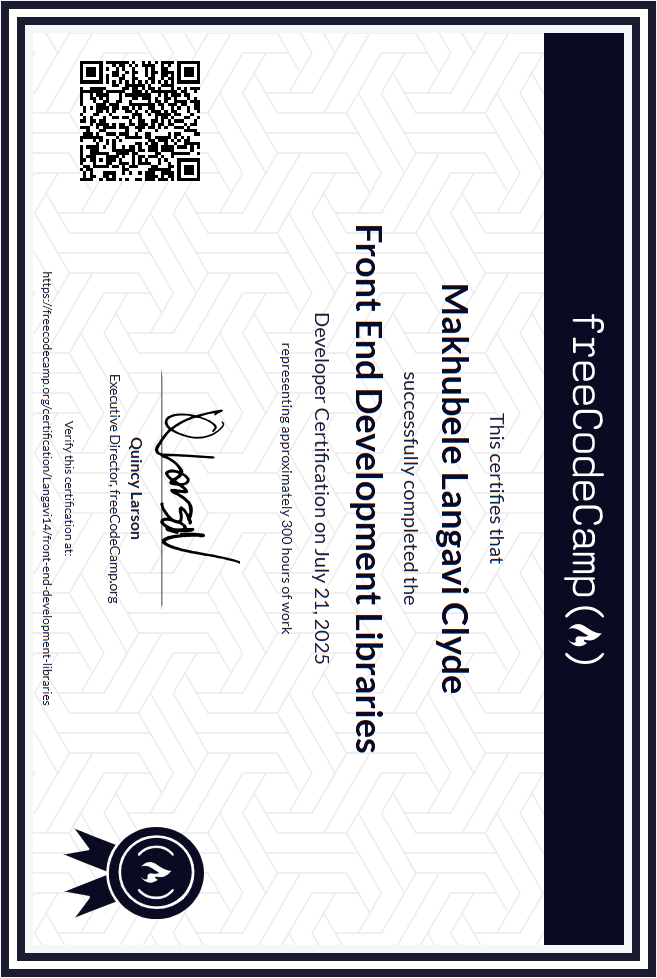 freeCodeCamp(🔥)
This certifies that
Makhubele Langavi Clyde
successfully completed the
Front End Development Libraries
Developer Certification on July 21, 2025
representing approximately 300 hours of work
Quincy Larson
Executive Director, freeCodeCamp.org
Verify this certification at:
https://freecodecamp.org/certification/Langavi14/front-end-development-libraries